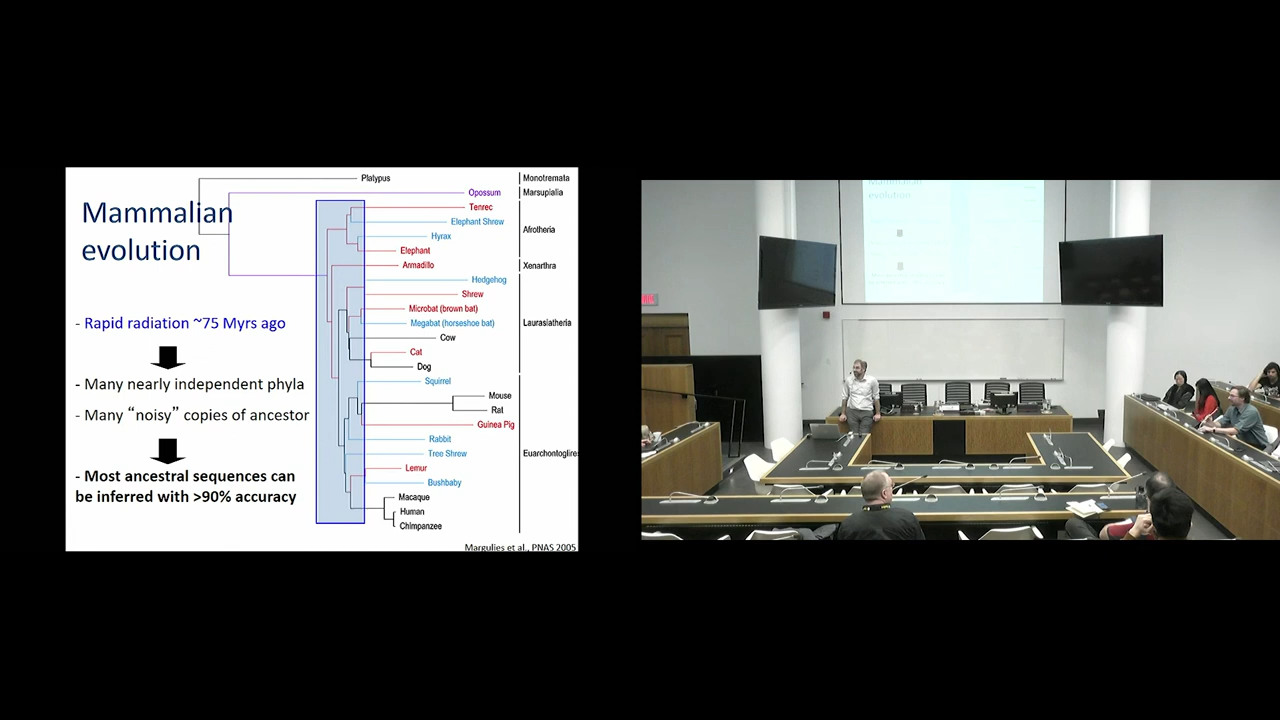 Mammalian
evolution
- Rapid radiation ~75 Myrs ago
- Many nearly independent phyla
- Many “noisy” copies of ancestor
- Most ancestral sequences can
be inferred with >90% accuracy
Platypus
Opossum
Tenrec
Elephant Shrew
Hyrax
Elephant
Armadillo
Hedgehog
Shrew
Microbat (brown bat)
Megabat (horseshoe bat)
Cow
Cat
Dog
Squirrel
Mouse
Rat
Guinea Pig
Rabbit
Tree Shrew
Lemur
Bushbaby
Macaque
Human
Chimpanzee
Monotremata
Marsupialia
Afrotheria
Xenarthra
Laurasiatheria
Euarchontoglires
Margulies et al., PNAS 2005
Mammalian
evolution